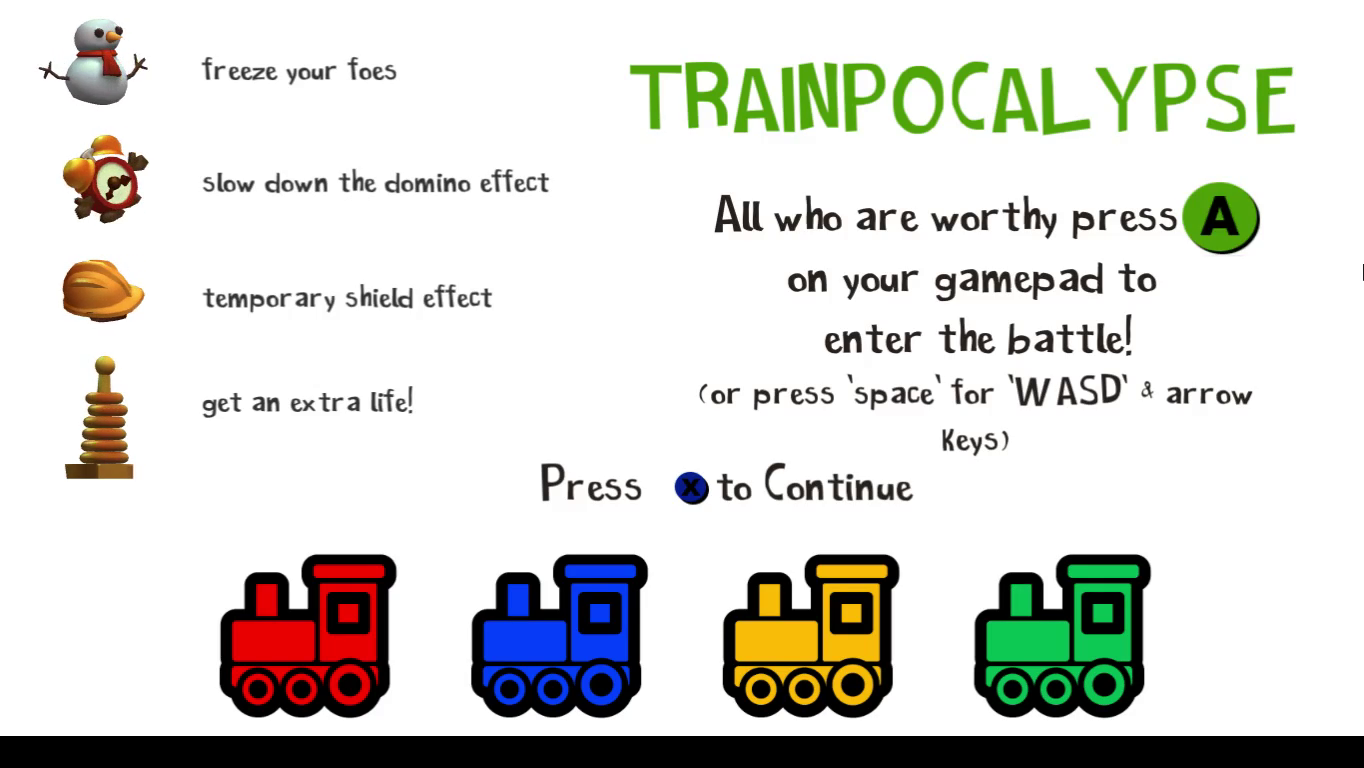 freeze your foes
slow down the domino effect
temporary shield effect
get an extra life!
TRAINPOCALYPSE
All who are worthy press A
on your gamepad to
enter the battle!
(or press 'space' for 'WASD' & arrow
Keys)
Press X to Continue